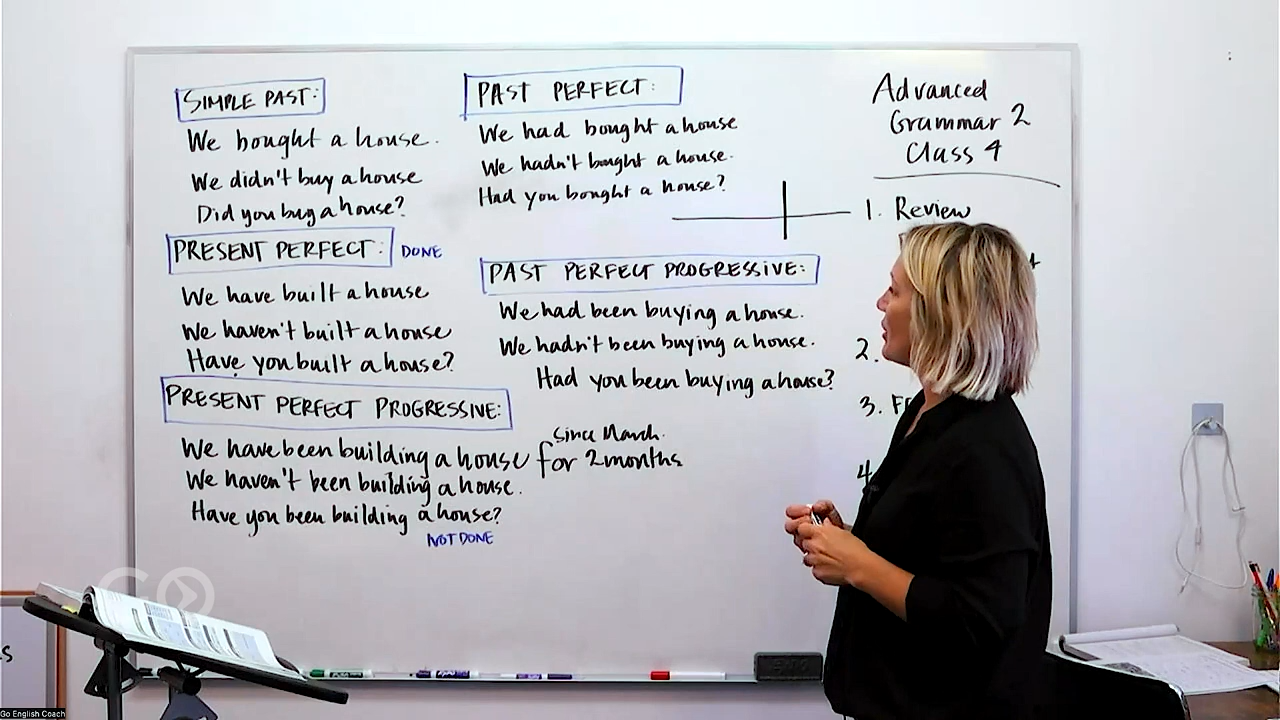 SIMPLE PAST:
We bought a house.
We didn't buy a house
Did you buy a house?
PRESENT PERFECT: DONE
We have built a house
We haven't built a house
Have you built a house?
PRESENT PERFECT PROGRESSIVE:
We have been building a house for 2 months
since March.
We haven't been building a house.
Have you been building a house?
NOT DONE
PAST PERFECT:
We had bought a house
We hadn't bought a house.
Had you bought a house?
PAST PERFECT PROGRESSIVE:
We had been buying a house.
We hadn't been buying a house.
Had you been buying a house?
Advanced
Grammar 2
Class 4
1. Review
2.
3.
4
GO
Go English Coach